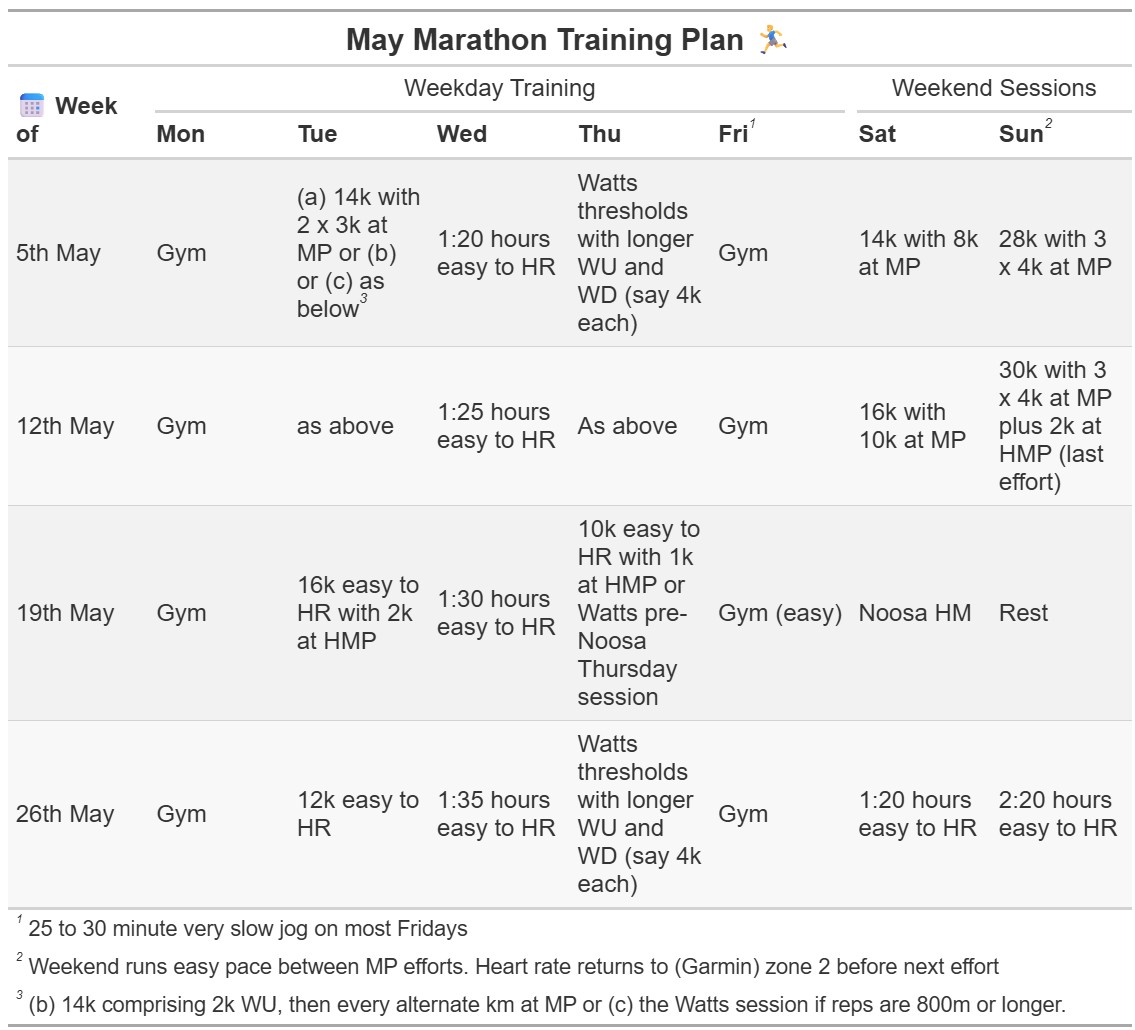 May Marathon Training Plan 🏃‍♂️
Weekday Training
Weekend Sessions
📅 Week of
Mon
Tue
Wed
Thu
Fri1
Sat
Sun2
5th May
Gym
(a) 14k with
2 x 3k at
MP or (b)
or (c) as
below3
1:20 hours
easy to HR
Watts
thresholds
with longer
WU and
WD (say 4k
each)
Gym
14k with 8k
at MP
28k with 3
x 4k at MP
12th May
Gym
as above
1:25 hours
easy to HR
As above
Gym
16k with
10k at MP
30k with 3
x 4k at MP
plus 2k at
HMP (last
effort)
19th May
Gym
16k easy to
HR with 2k
at HMP
1:30 hours
easy to HR
10k easy to
HR with 1k
at HMP or
Watts pre-
Noosa
Thursday
session
Gym (easy)
Noosa HM
Rest
26th May
Gym
12k easy to
HR
1:35 hours
easy to HR
Watts
thresholds
with longer
WU and
WD (say 4k
each)
Gym
1:20 hours
easy to HR
2:20 hours
easy to HR
1 25 to 30 minute very slow jog on most Fridays
2 Weekend runs easy pace between MP efforts. Heart rate returns to (Garmin) zone 2 before next effort
3 (b) 14k comprising 2k WU, then every alternate km at MP or (c) the Watts session if reps are 800m or longer.